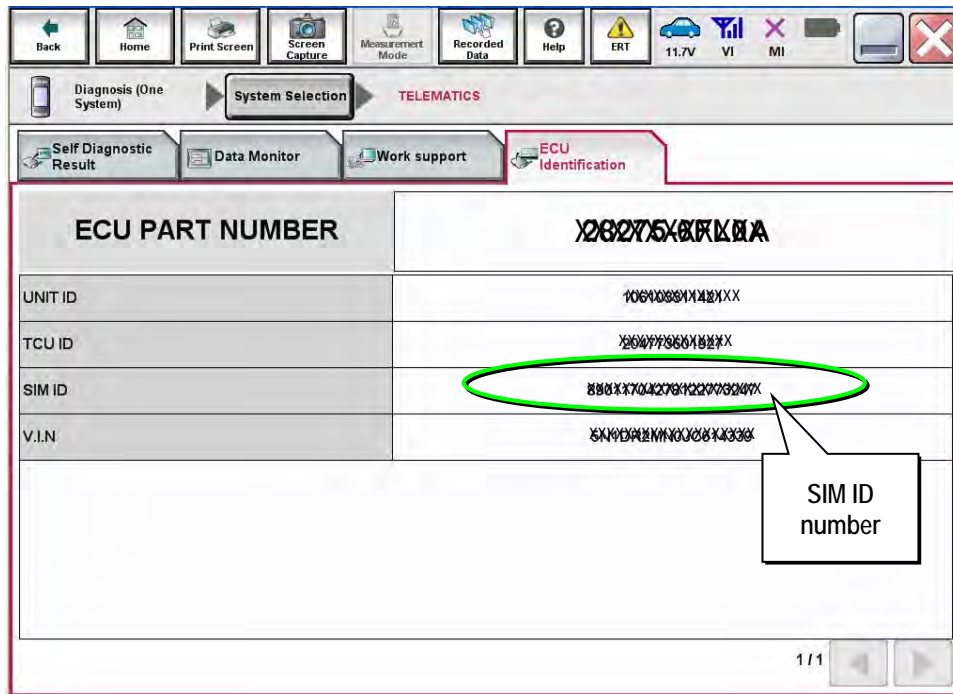 Back
Home
Print Screen
Screen
Capture
Measurement
Mode
Recorded
Data
Help
ERT
11.7V
VI
MI
Diagnosis (One
System)
System Selection
TELEMATICS
Self Diagnostic
Result
Data Monitor
Work support
ECU
Identification
ECU PART NUMBER
UNIT ID
TCU ID
SIM ID
V.I.N
SIM ID
number
1/1